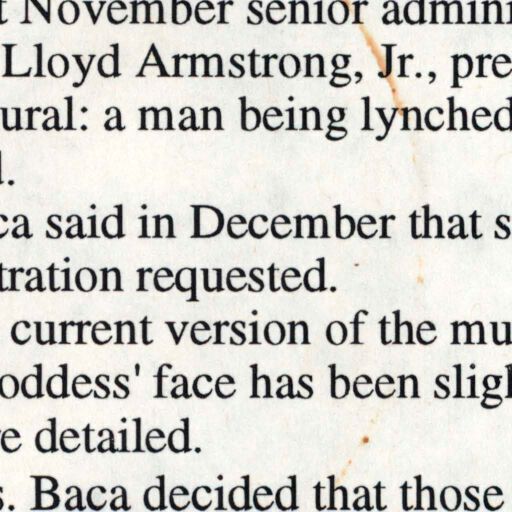 t November senior admini
Lloyd Armstrong, Jr., pre
ural: a man being lynched
d.
ca said in December that s
tration requested.
current version of the mu
oddess' face has been sligh
e detailed.
s. Baca decided that those